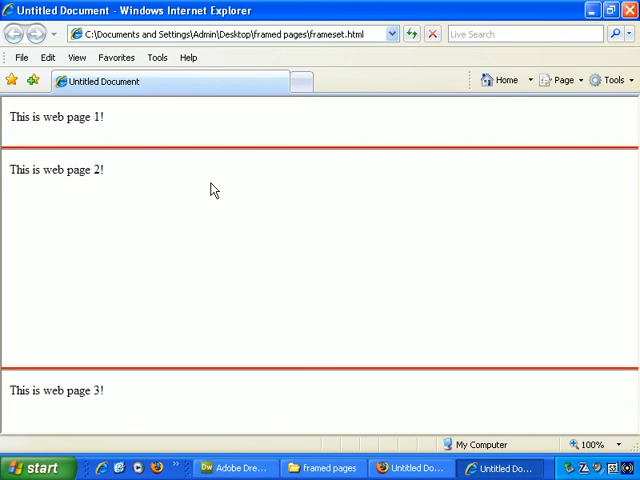 Untitled Document - Windows Internet Explorer
C:\Documents and Settings\Admin\Desktop\framed pages\frameset.html
Live Search
File Edit View Favorites Tools Help
Untitled Document
Home Page Tools
This is web page 1!
This is web page 2!
This is web page 3!
My Computer
100%
start
Adobe Dre...
framed pages
Untitled Do...
Untitled Do...